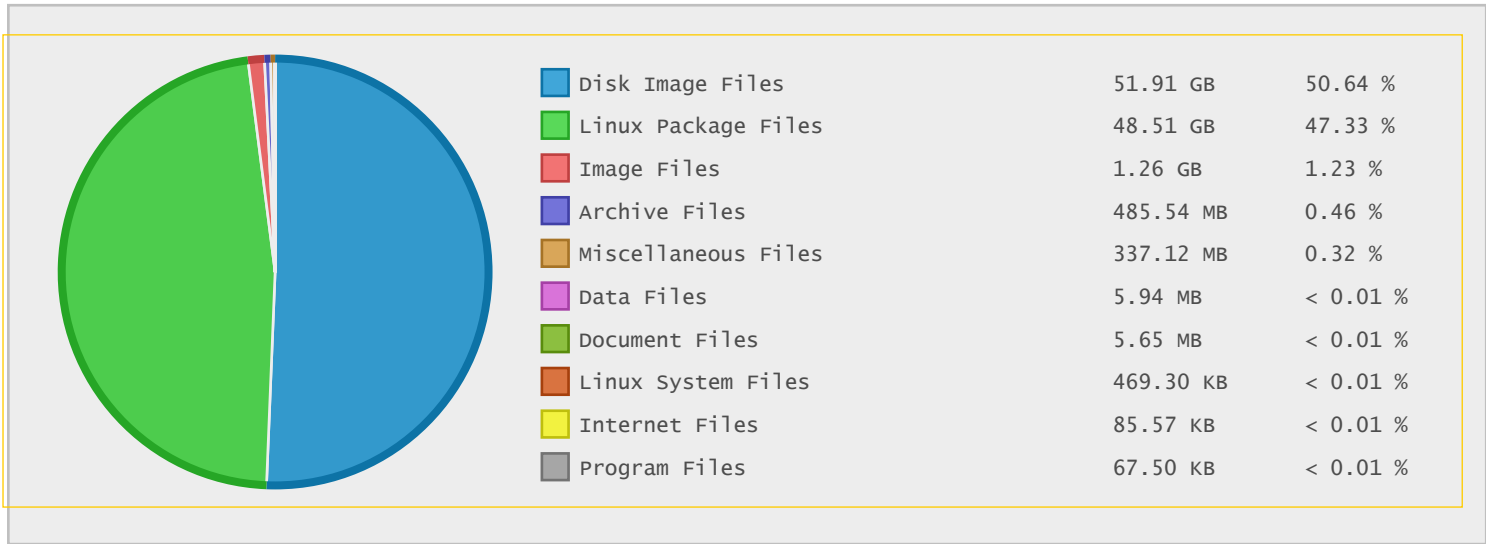 Disk Image Files 51.91 GB 50.64 %
Linux Package Files 48.51 GB 47.33 %
Image Files 1.26 GB 1.23 %
Archive Files 485.54 MB 0.46 %
Miscellaneous Files 337.12 MB 0.32 %
Data Files 5.94 MB < 0.01 %
Document Files 5.65 MB < 0.01 %
Linux System Files 469.30 KB < 0.01 %
Internet Files 85.57 KB < 0.01 %
Program Files 67.50 KB < 0.01 %